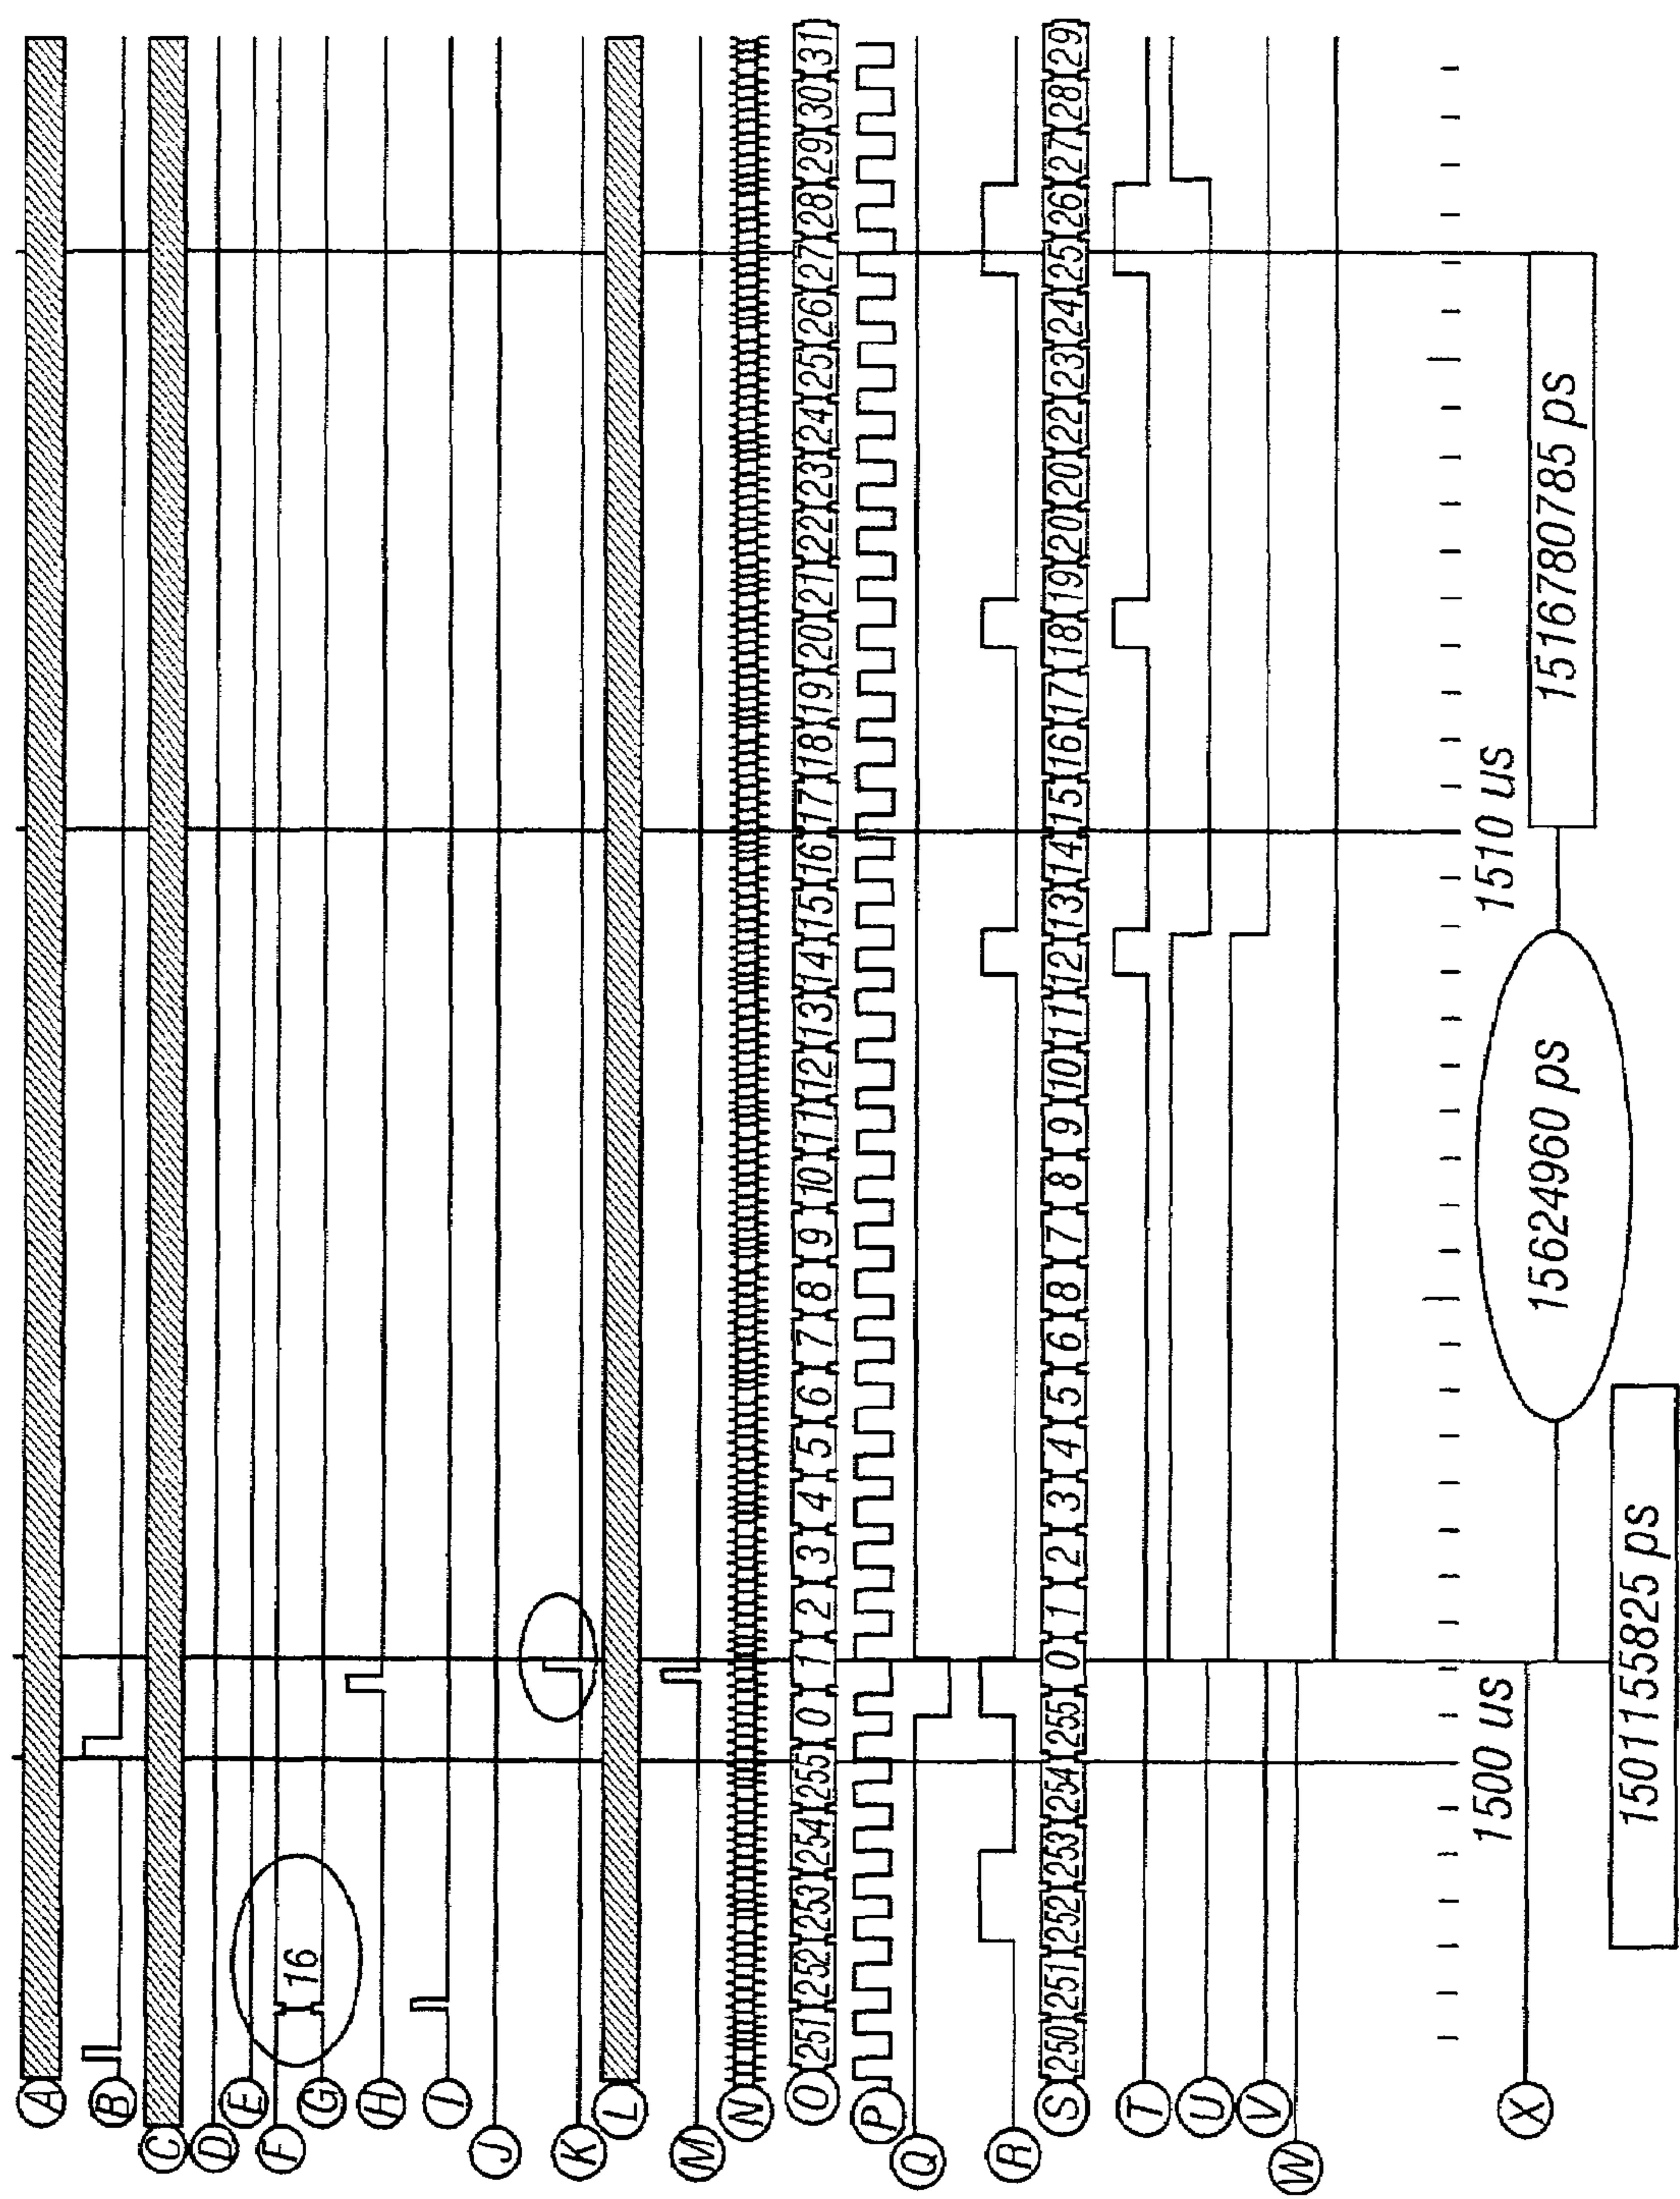 A
B
C
D
E
F
16
G
H
I
J
K
L
M
N
O 251 252 253 254 255 0 1 2 3 4 5 6 7 8 9 10 11 12 13 14 15 16 17 18 19 20 21 22 23 24 25 26 27 28 29 30 31
P
Q
R
S 250 251 252 253 254 255 0 1 2 3 4 5 6 8 7 8 9 10 11 12 13 14 15 16 17 18 19 20 20 22 23 24 25 26 27 28 29
T
U
V
W
1500 us 1510 us
X 15624960 ps 1516780785 ps
1501155825 ps